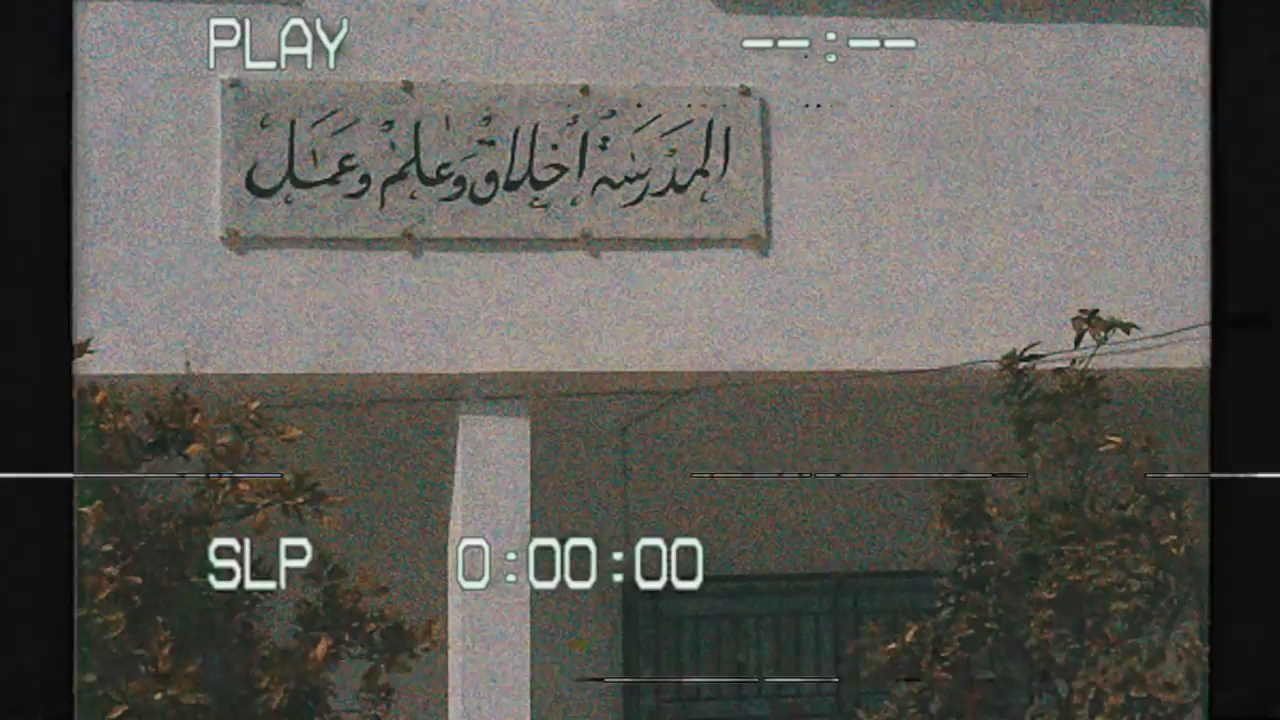 PLAY --:--
المدرسة أخلاق وعلم وعمل
SLP 0:00:00